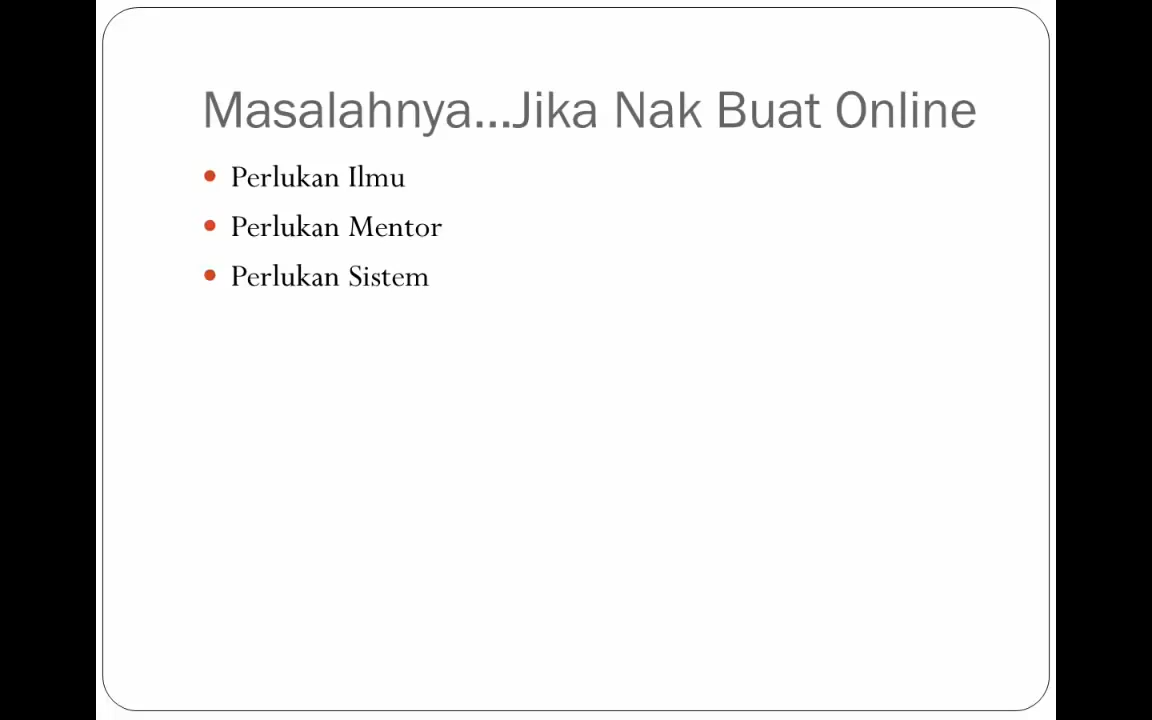 Masalahnya...Jika Nak Buat Online
Perlukan Ilmu
Perlukan Mentor
Perlukan Sistem